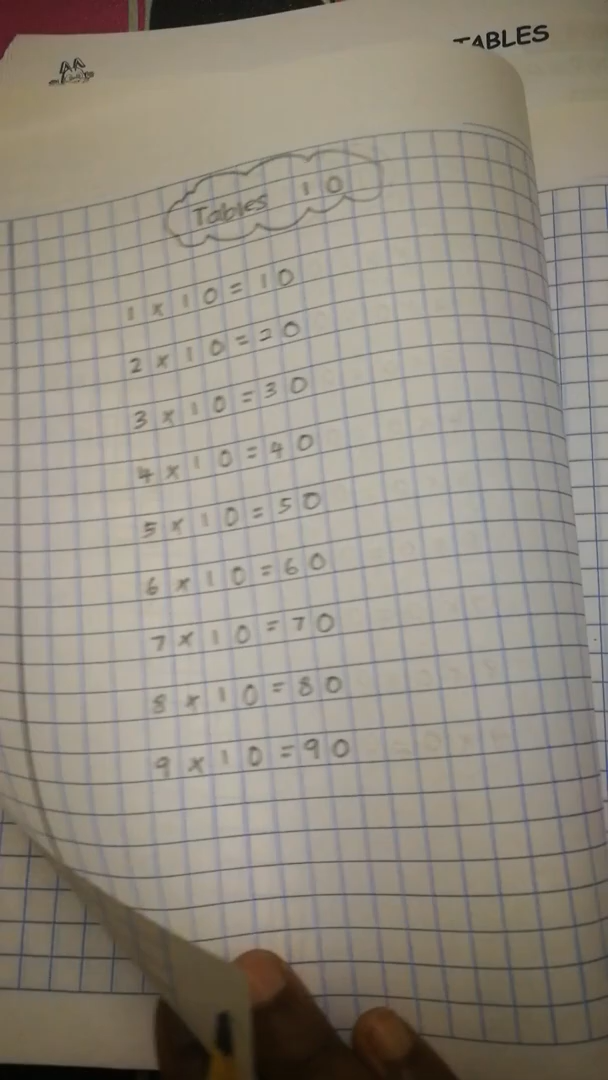 TABLES
Tables 10
1 x 10 = 10
2 x 10 = 20
3 x 10 = 30
4 x 10 = 40
5 x 10 = 50
6 x 10 = 60
7 x 10 = 70
8 x 10 = 80
9 x 10 = 90